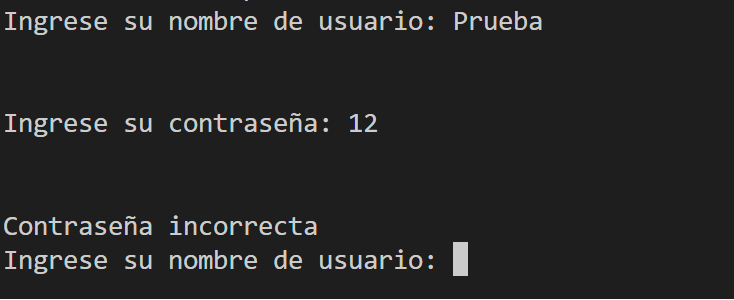 Ingrese su nombre de usuario: Prueba
Ingrese su contraseña: 12
Contraseña incorrecta
Ingrese su nombre de usuario: